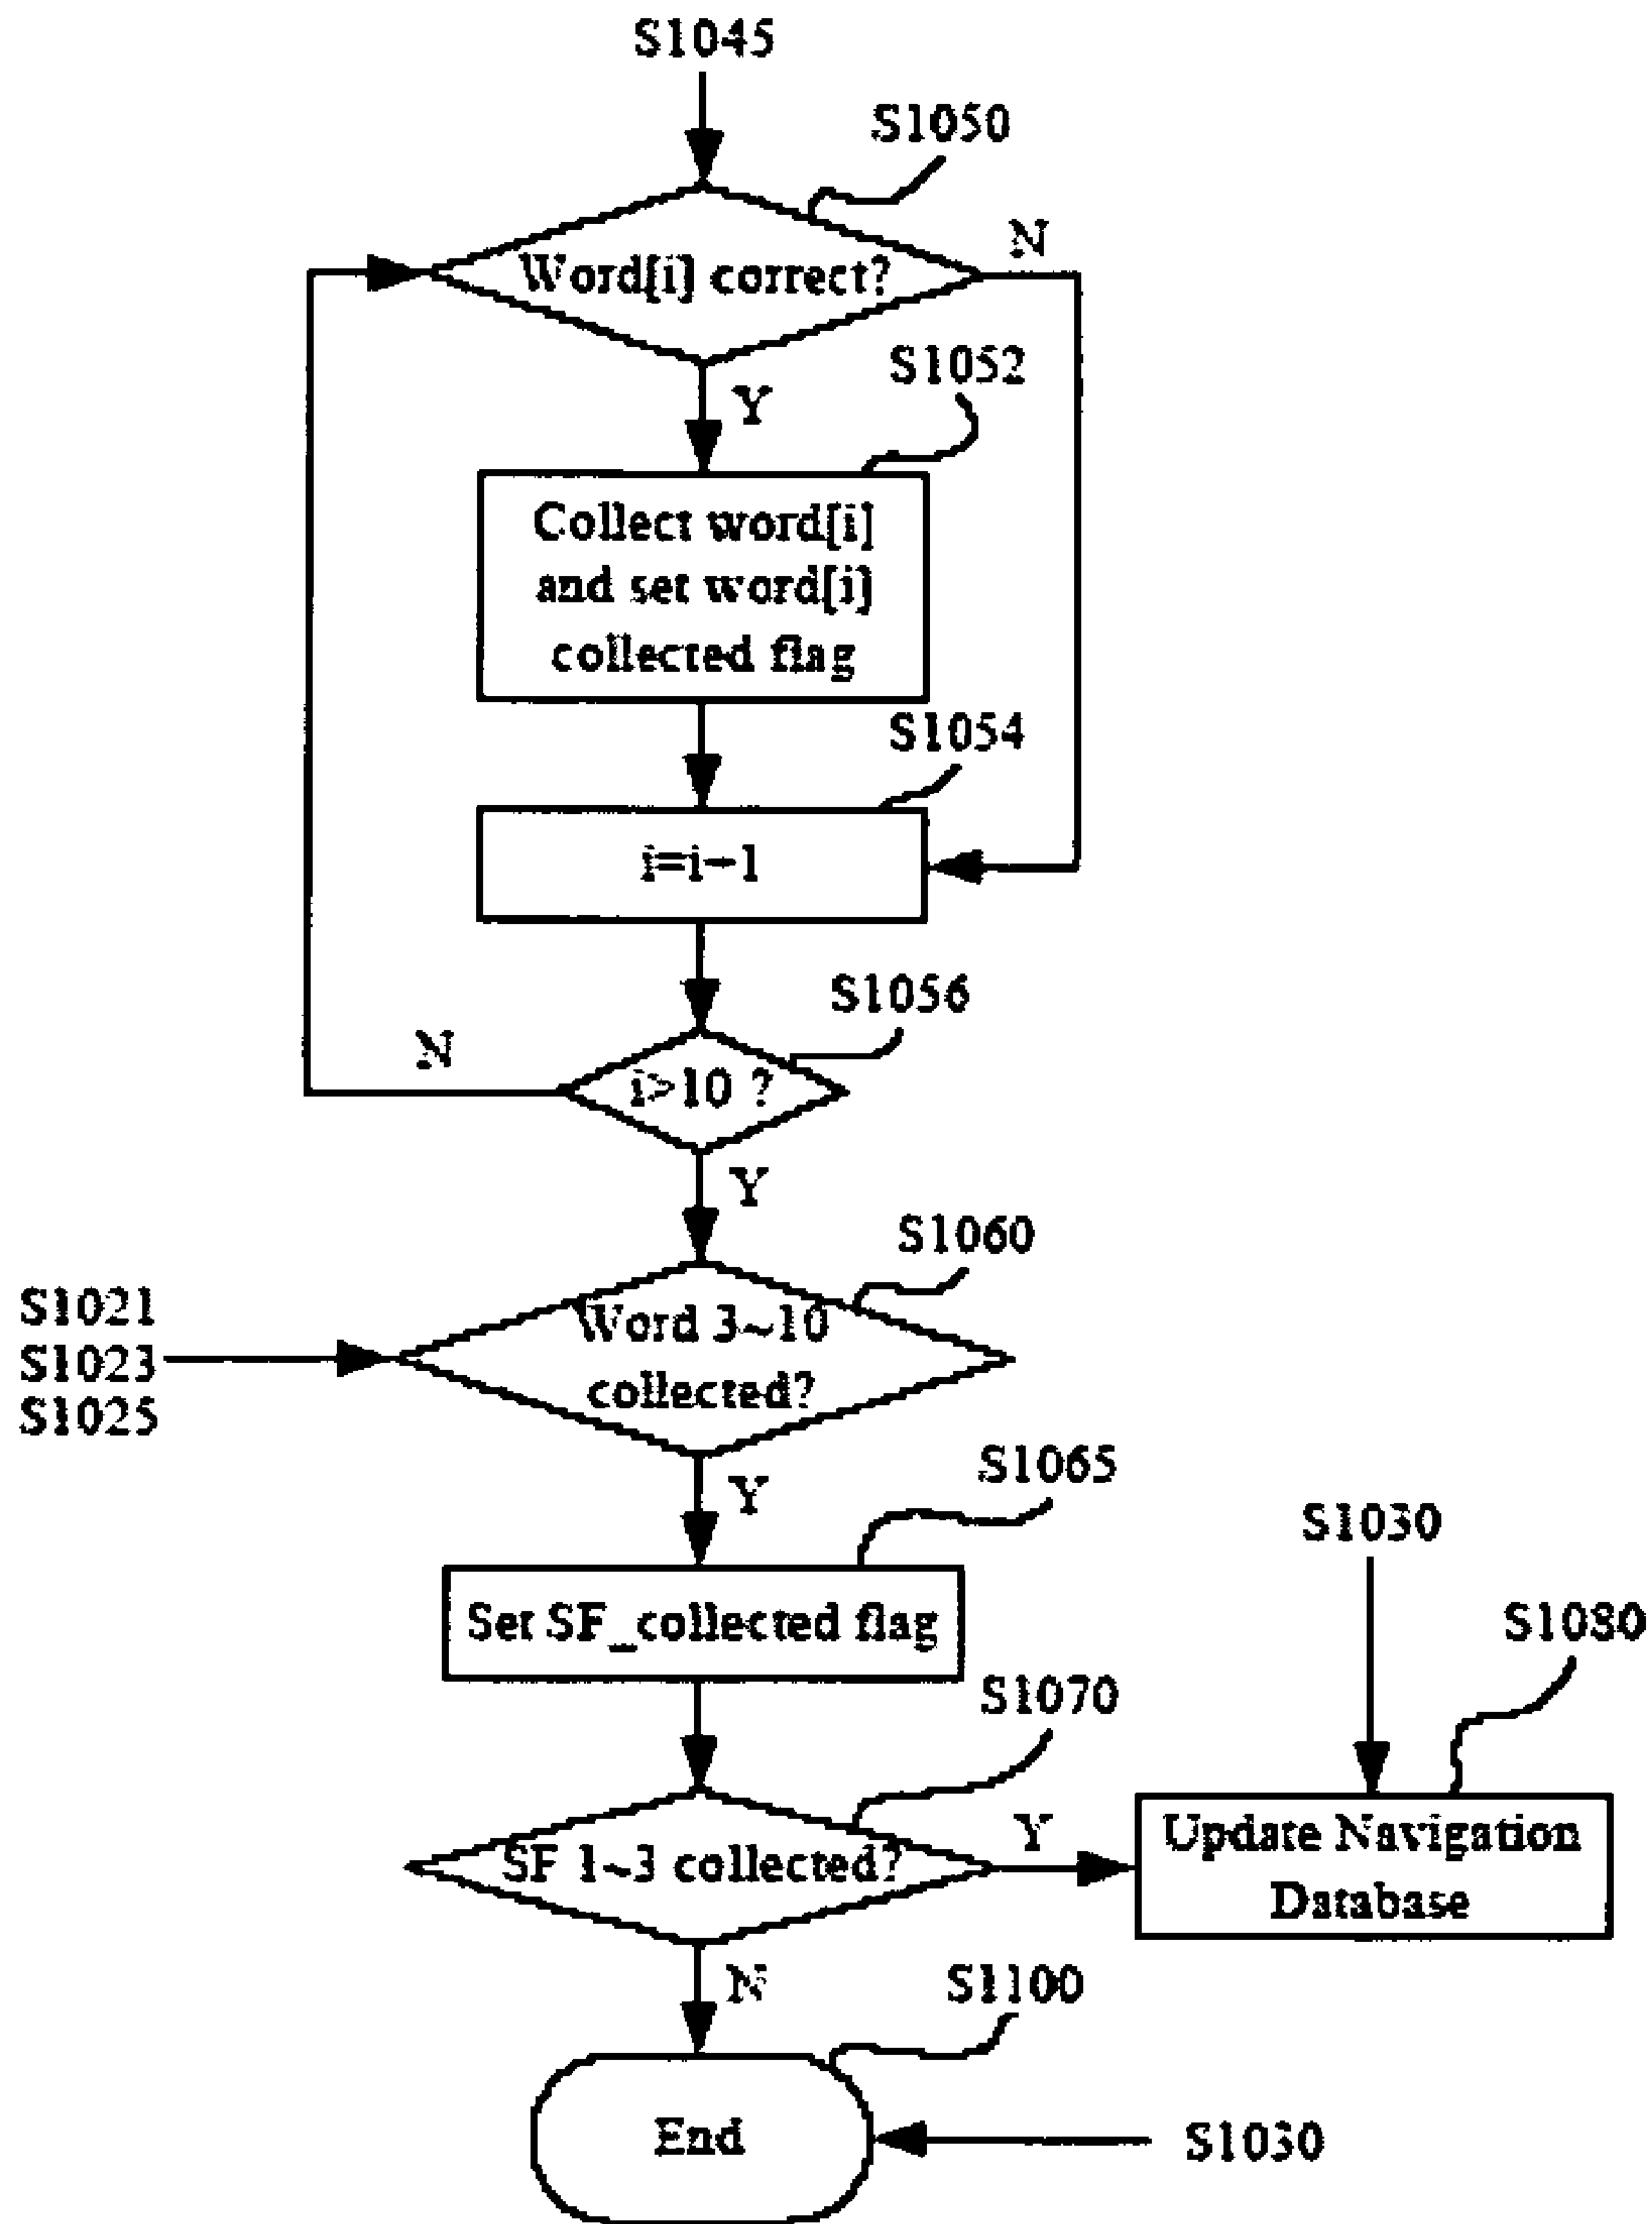 S1045
S1050
Word[i] correct?
N
S1052
Y
Collect word[i]
and set word[i]
collected flag
S1054
i=i+1
S1056
N
i>10 ?
Y
S1060
Word 3~10
collected?
S1021
S1023
S1025
Y
S1065
S1030
Set SF_collected flag
S1080
S1070
SF 1~3 collected?
Y
Update Navigation
Database
N
S1100
End
S1030